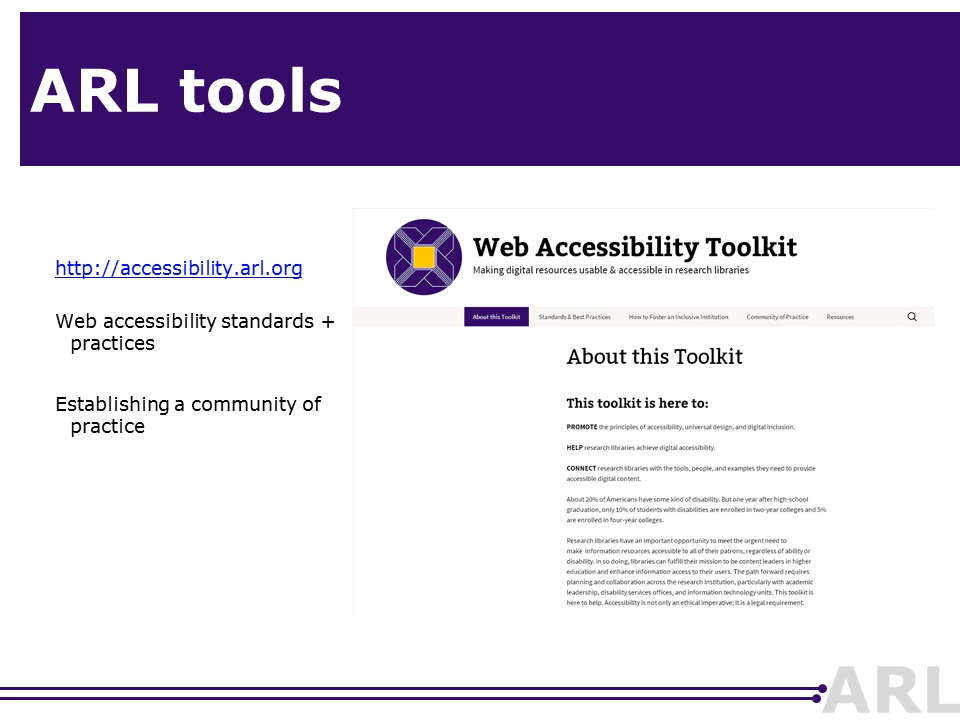 ARL tools
http://accessibility.arl.org
Web accessibility standards +
practices
Establishing a community of
practice
Web Accessibility Toolkit
Making digital resources usable & accessible in research libraries
About this Toolkit Standards & Best Practices How to Foster an Inclusive Institution Community of Practice Resources
About this Toolkit
This toolkit is here to:
PROMOTE the principles of accessibility, universal design, and digital inclusion.
HELP research libraries achieve digital accessibility.
CONNECT research libraries with the tools, people, and examples they need to provide
accessible digital content.
About 20% of Americans have some kind of disability. But one year after high-school
graduation, only 10% of students with disabilities are enrolled in two-year colleges and 5%
are enrolled in four-year colleges.
Research libraries have an important opportunity to meet the urgent need to
make information resources accessible to all of their patrons, regardless of ability or
disability. In so doing, libraries can fulfill their mission to be content leaders in higher
education and enhance information access to their users. The path forward requires
planning and collaboration across the research institution, particularly with academic
leadership, disability services offices, and information technology units. This toolkit is
here to help. Accessibility is not only an ethical imperative; it is a legal requirement.
ARL